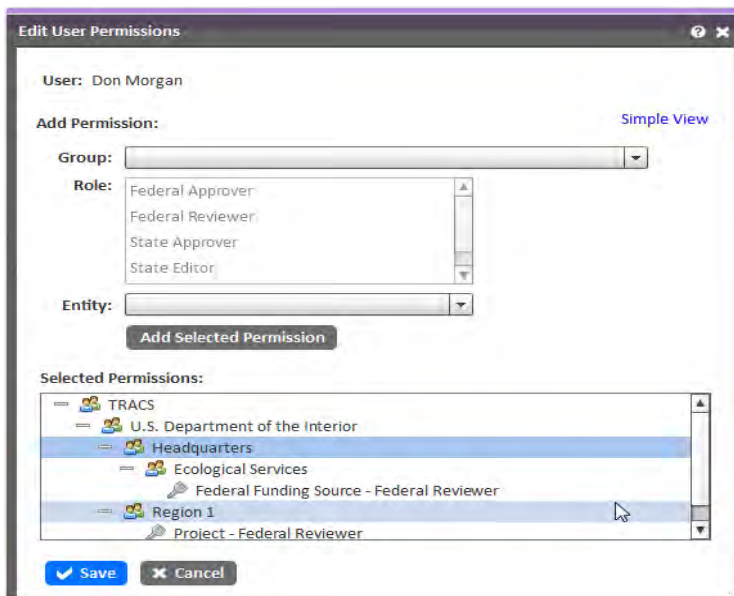 Edit User Permissions
User: Don Morgan
Add Permission:
Simple View
Group:
Role:
Federal Approver
Federal Reviewer
State Approver
State Editor
Entity:
Add Selected Permission
Selected Permissions:
TRACS
U.S. Department of the Interior
Headquarters
Ecological Services
Federal Funding Source - Federal Reviewer
Region 1
Project - Federal Reviewer
Save Cancel